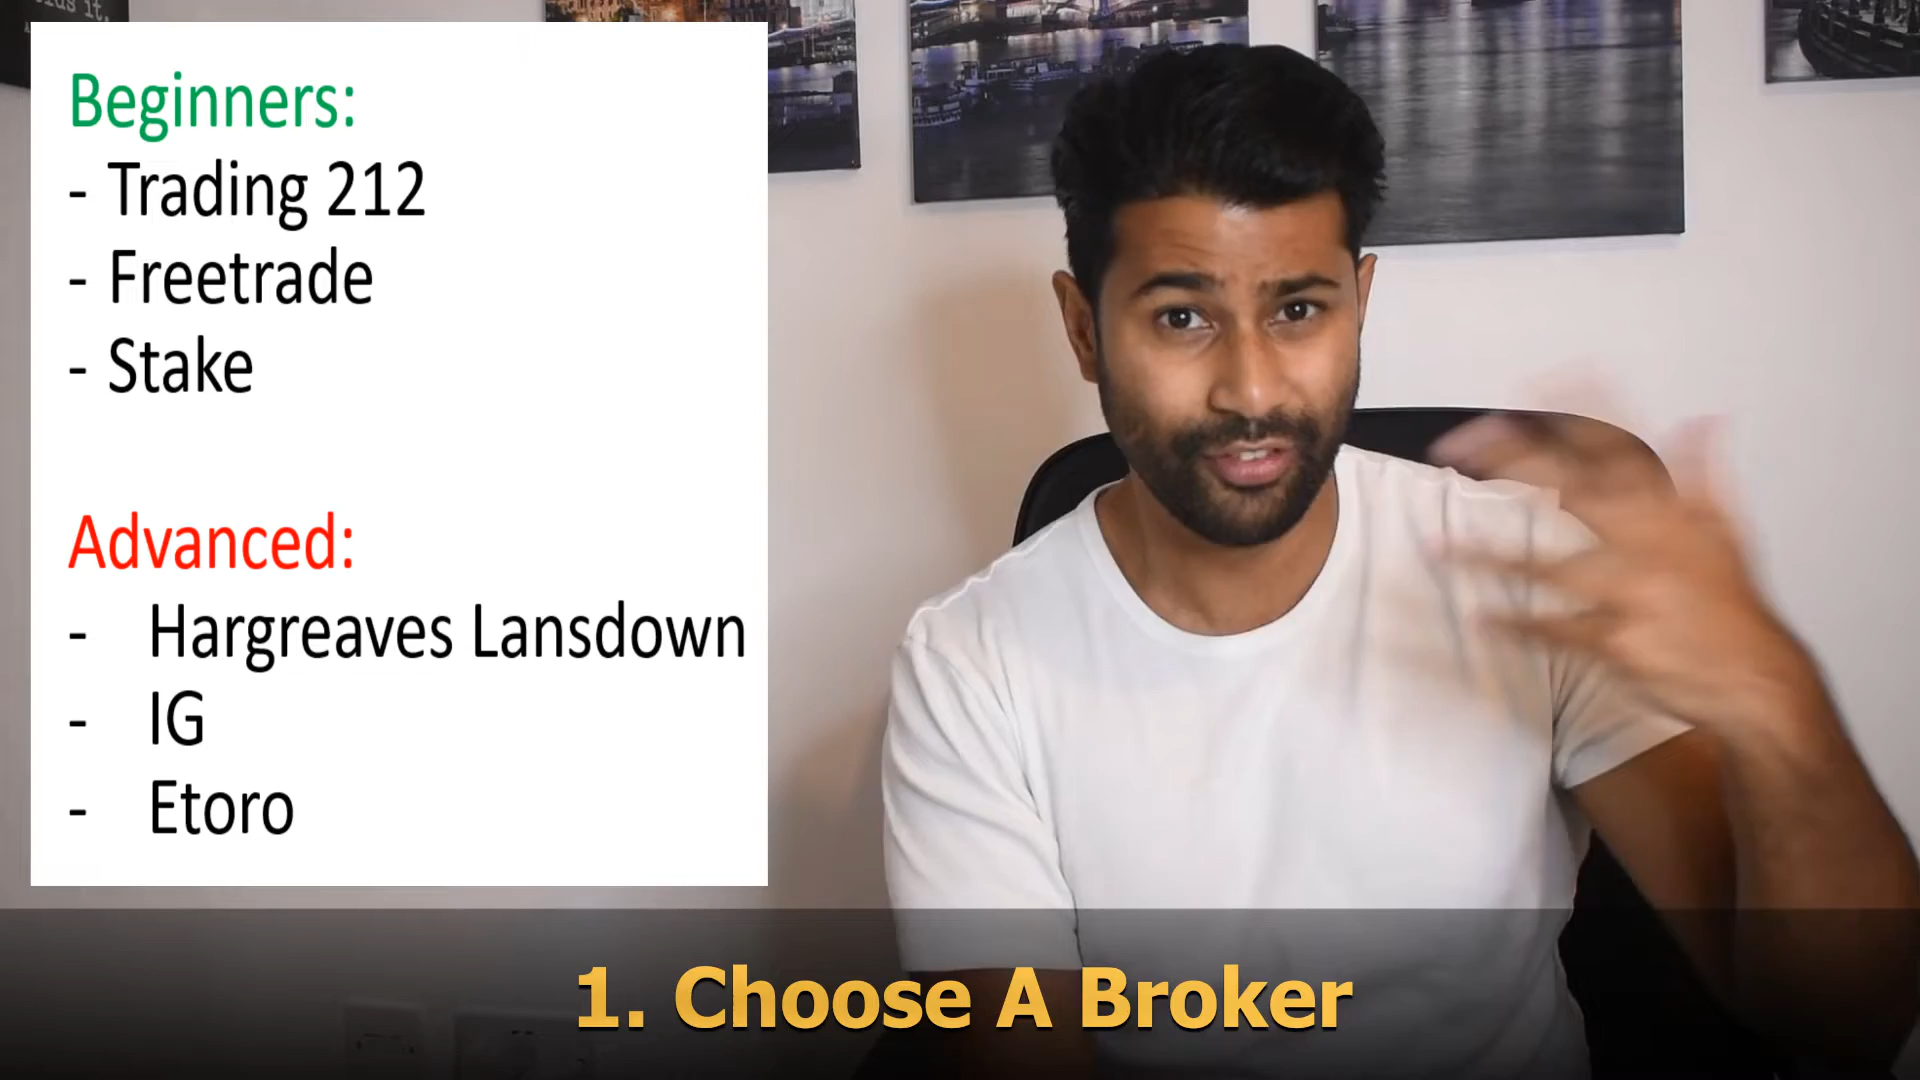 Beginners:
- Trading 212
- Freetrade
- Stake
Advanced:
- Hargreaves Lansdown
- IG
- Etoro
1. Choose A Broker